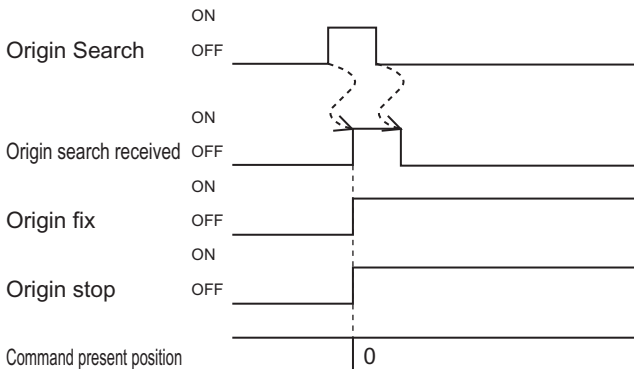 ON
Origin Search OFF
ON
Origin search received OFF
ON
Origin fix OFF
ON
Origin stop OFF
Command present position 0